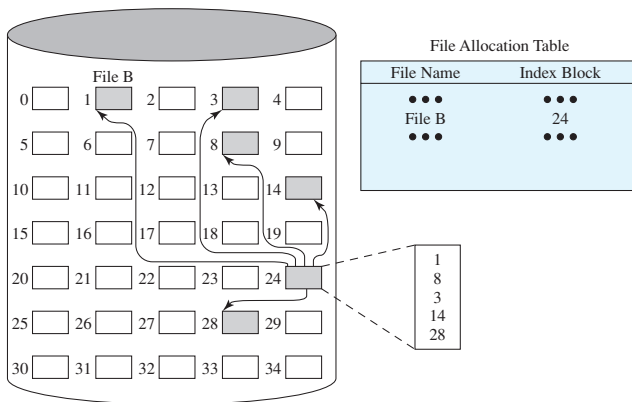 File Allocation Table
File Name Index Block
••• •••
File B 24
••• •••
File B
0 1 2 3 4
5 6 7 8 9
10 11 12 13 14
15 16 17 18 19
20 21 22 23 24
25 26 27 28 29
30 31 32 33 34
1
8
3
14
28